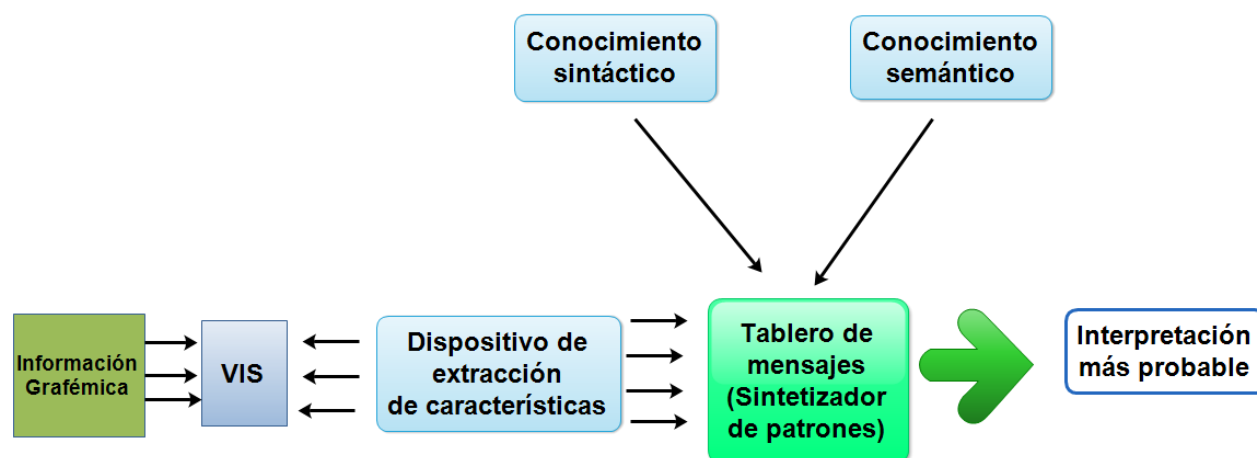 Conocimiento
sintáctico
Conocimiento
semántico
Información
Grafémica
VIS
Dispositivo de
extracción
de características
Tablero de
mensajes
(Sintetizador
de patrones)
Interpretación
más probable